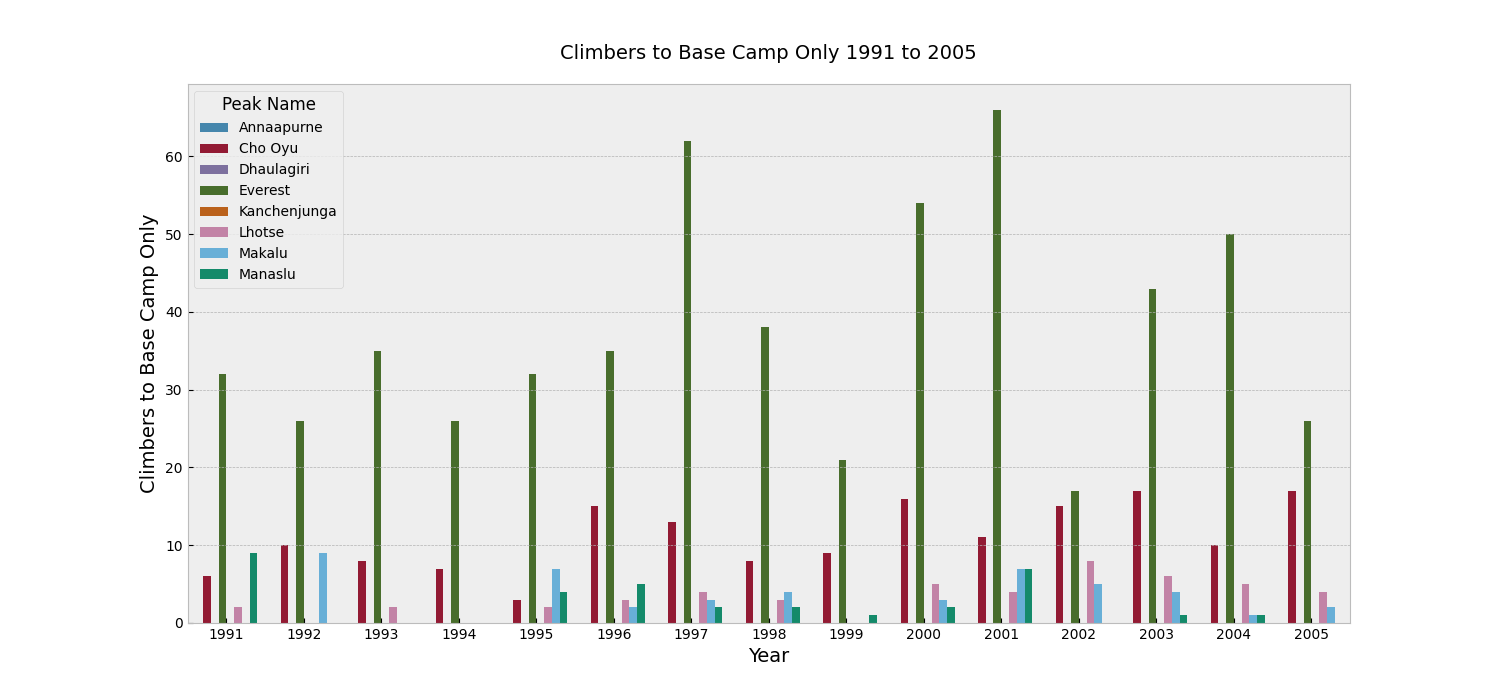 Climbers to Base Camp Only 1991 to 2005
Peak Name
Annaapurne
Cho Oyu
Dhaulagiri
Everest
Kanchenjunga
Lhotse
Makalu
Manaslu
Climbers to Base Camp Only
60
50
40
30
20
10
0
1991 1992 1993 1994 1995 1996 1997 1998 1999 2000 2001 2002 2003 2004 2005
Year